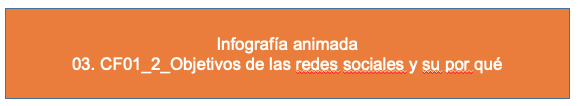 Infografía animada
03. CF01_2_Objetivos de las redes sociales y su por qué